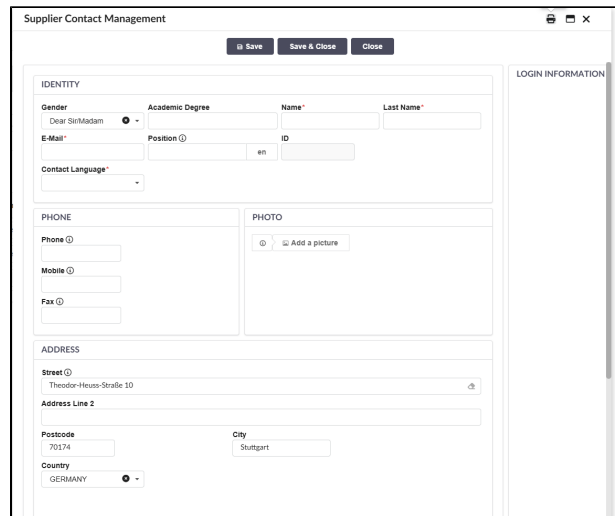 Supplier Contact Management
Save Save & Close Close
LOGIN INFORMATION
IDENTITY
Gender Academic Degree Name* Last Name*
Dear Sir/Madam
E-Mail* Position ID
en
Contact Language*
PHONE PHOTO
Phone
Add a picture
Mobile
Fax
ADDRESS
Street
Theodor-Heuss-Straße 10
Address Line 2
Postcode City
70174 Stuttgart
Country
GERMANY